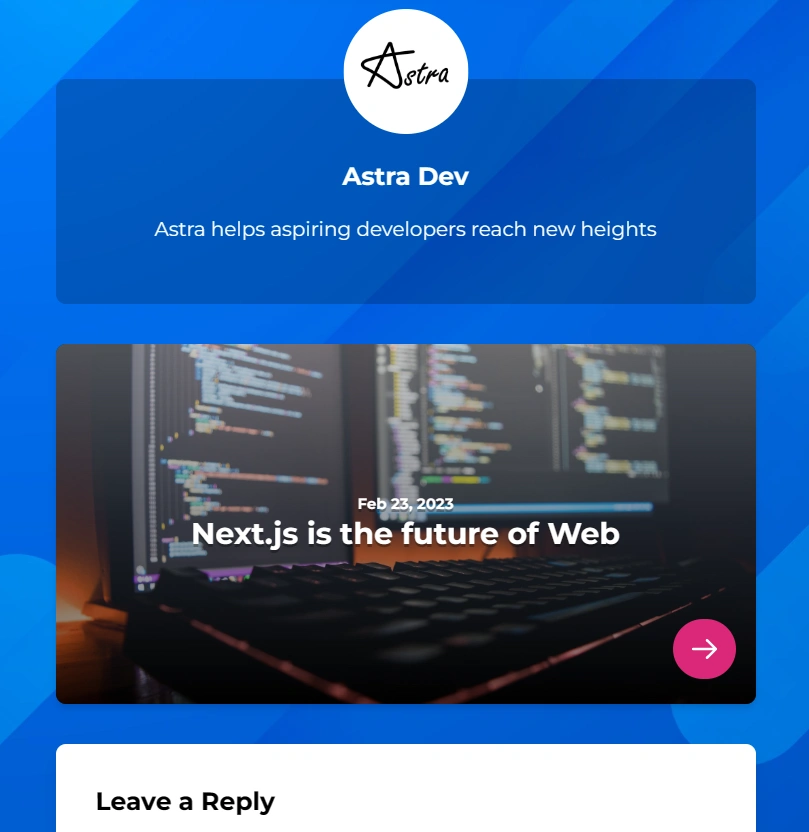 Astra
Astra Dev
Astra helps aspiring developers reach new heights
Feb 23, 2023
Next.js is the future of Web
Leave a Reply